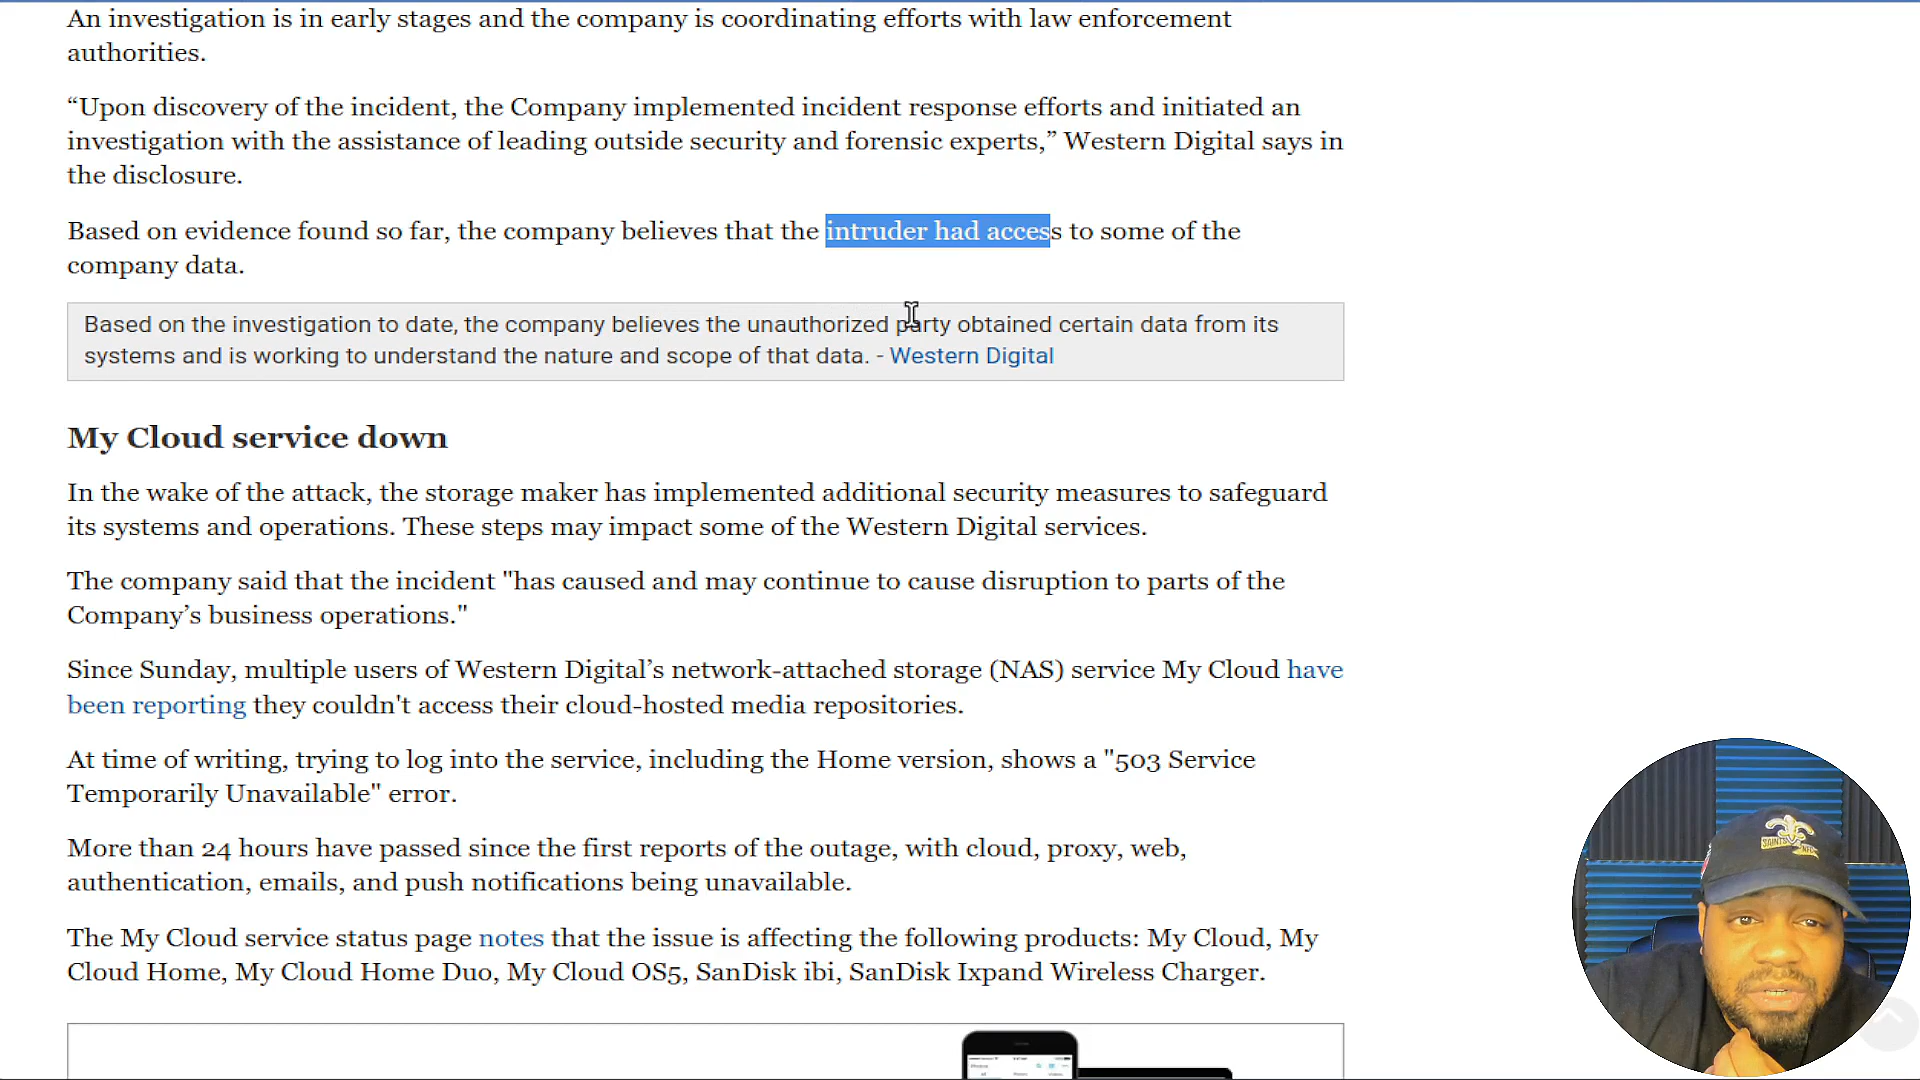 An investigation is in early stages and the company is coordinating efforts with law enforcement
authorities.
“Upon discovery of the incident, the Company implemented incident response efforts and initiated an
investigation with the assistance of leading outside security and forensic experts,” Western Digital says in
the disclosure.
Based on evidence found so far, the company believes that the intruder had access to some of the
company data.
Based on the investigation to date, the company believes the unauthorized party obtained certain data from its
systems and is working to understand the nature and scope of that data. - Western Digital
My Cloud service down
In the wake of the attack, the storage maker has implemented additional security measures to safeguard
its systems and operations. These steps may impact some of the Western Digital services.
The company said that the incident "has caused and may continue to cause disruption to parts of the
Company’s business operations."
Since Sunday, multiple users of Western Digital’s network-attached storage (NAS) service My Cloud have
been reporting they couldn't access their cloud-hosted media repositories.
At time of writing, trying to log into the service, including the Home version, shows a "503 Service
Temporarily Unavailable" error.
More than 24 hours have passed since the first reports of the outage, with cloud, proxy, web,
authentication, emails, and push notifications being unavailable.
The My Cloud service status page notes that the issue is affecting the following products: My Cloud, My
Cloud Home, My Cloud Home Duo, My Cloud OS5, SanDisk ibi, SanDisk Ixpand Wireless Charger.
SAINTS